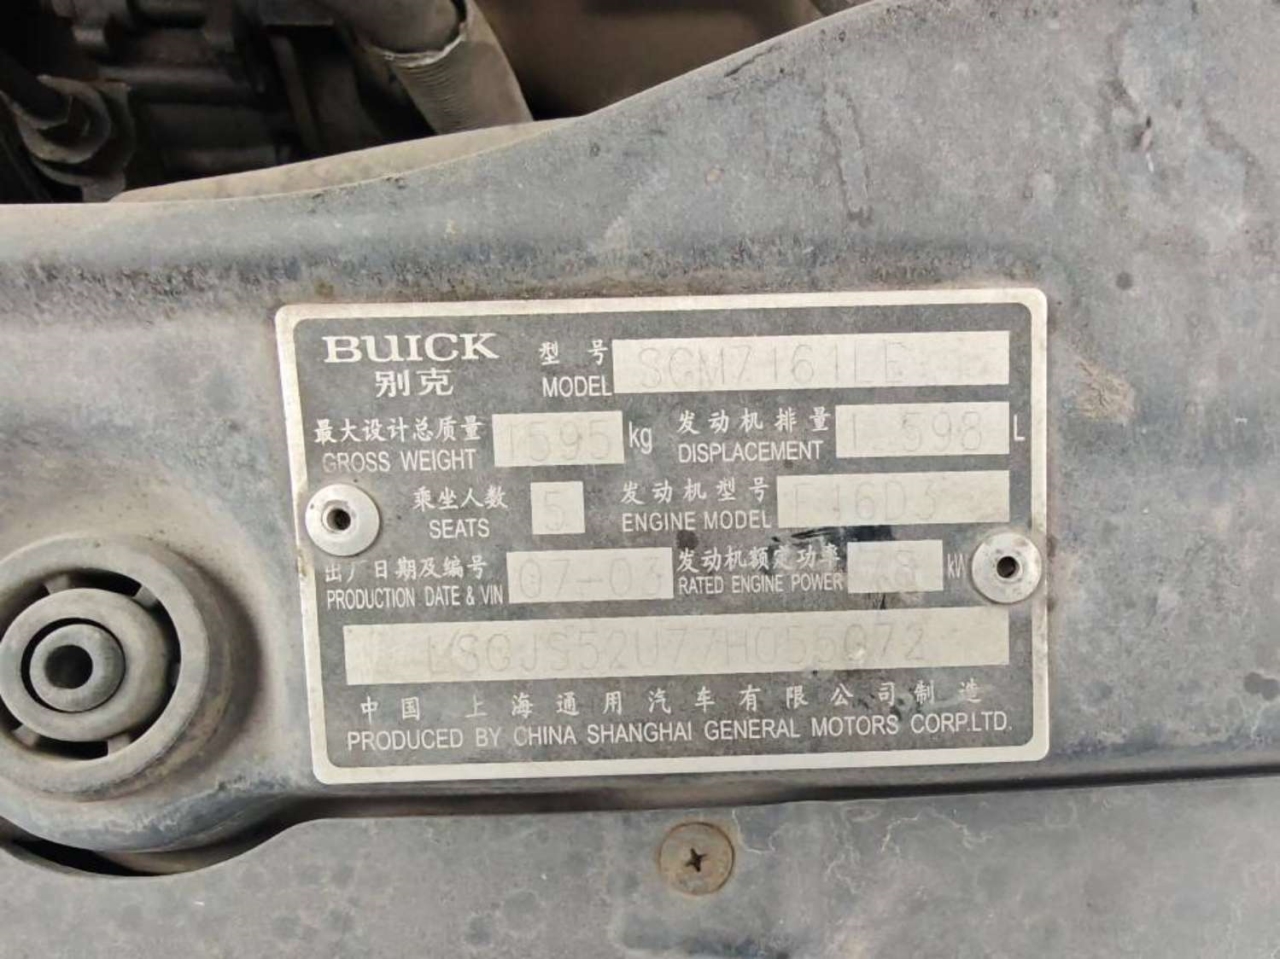 BUICK 型号
别克 MODEL
最大设计总质量 1595 kg 发动机排量 1.598 L
GROSS WEIGHT DISPLACEMENT
乘坐人数 5 发动机型号
SEATS ENGINE MODEL F16D3
出厂日期及编号 07-03 发动机额定功率 kW
PRODUCTION DATE & VIN RATED ENGINE POWER
中国 上海通用汽车有限公司制造
PRODUCED BY CHINA SHANGHAI GENERAL MOTORS CORP.LTD.